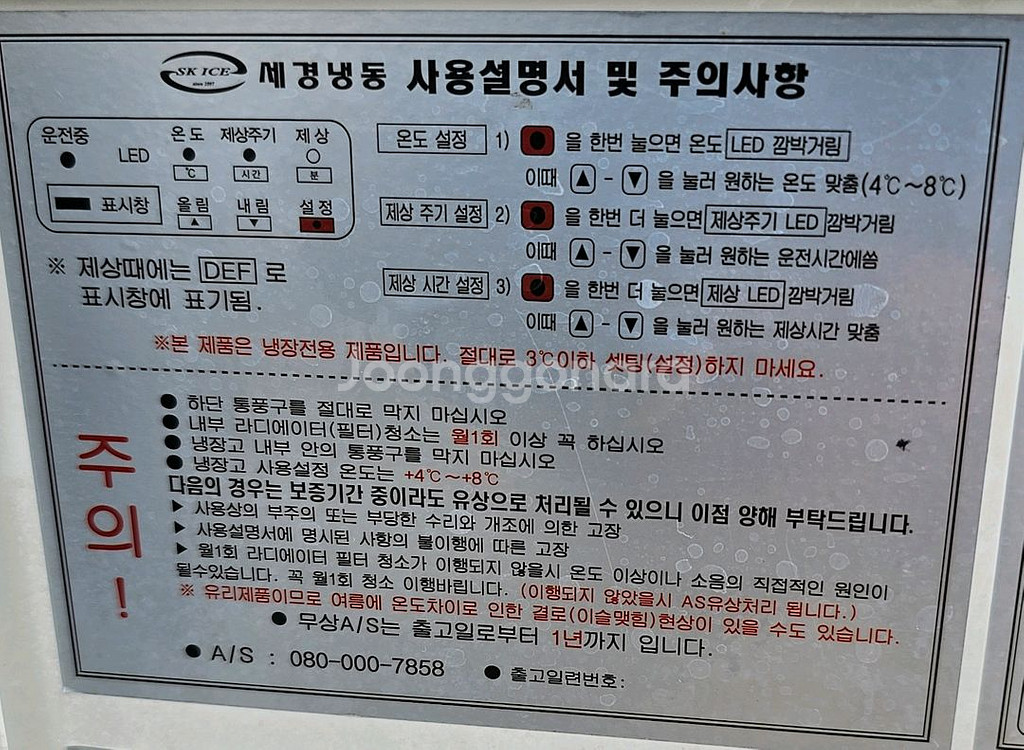 SK ICE since 1997 세경냉동 사용설명서 및 주의사항
운전중 LED 온도 제상주기 제상
℃ 시간 분
표시창 올림 내림 설정
▲ ▼
※ 제상때에는 DEF 로
표시창에 표기됨.
온도 설정 1) 을 한번 눌으면 온도 LED 깜박거림
이때 ▲ - ▼ 을 눌러 원하는 온도 맞춤(4℃~8℃)
제상 주기 설정 2) 을 한번 더 눌으면 제상주기 LED 깜박거림
이때 ▲ - ▼ 을 눌러 원하는 운전시간에씀
제상 시간 설정 3) 을 한번 더 눌으면 제상 LED 깜박거림
이때 ▲ - ▼ 을 눌러 원하는 제상시간 맞춤
※본 제품은 냉장전용 제품입니다. 절대로 3℃이하 셋팅(설정)하지 마세요.
Joonggonara
주의!
● 하단 통풍구를 절대로 막지 마십시오
● 내부 라디에이터(필터)청소는 월1회 이상 꼭 하십시오
● 냉장고 내부 안의 통풍구를 막지 마십시오
● 냉장고 사용설정 온도는 +4℃~+8℃
다음의 경우는 보증기간 중이라도 유상으로 처리될 수 있으니 이점 양해 부탁드립니다.
▶ 사용상의 부주의 또는 부당한 수리와 개조에 의한 고장
▶ 사용설명서에 명시된 사항의 불이행에 따른 고장
▶ 월1회 라디에이터 필터 청소가 이행되지 않을시 온도 이상이나 소음의 직접적인 원인이
될수있습니다. 꼭 월1회 청소 이행바립니다. (이행되지 않았을시 AS유상처리 됩니다.)
※ 유리제품이므로 여름에 온도차이로 인한 결로(이슬맺힘)현상이 있을 수도 있습니다.
● 무상A/S는 출고일로부터 1년까지 입니다.
● A/S : 080-000-7858 ● 출고일련번호: